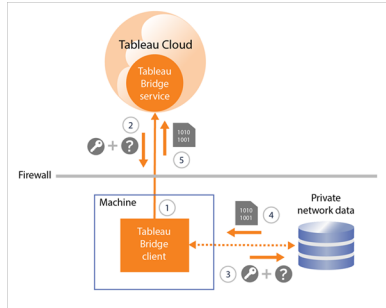 Tableau Cloud
Tableau
Bridge
service
2
+ ?
1010
1001
5
Firewall
Machine
1
1010
1001
4
Private
network data
Tableau
Bridge
client
3
+ ?